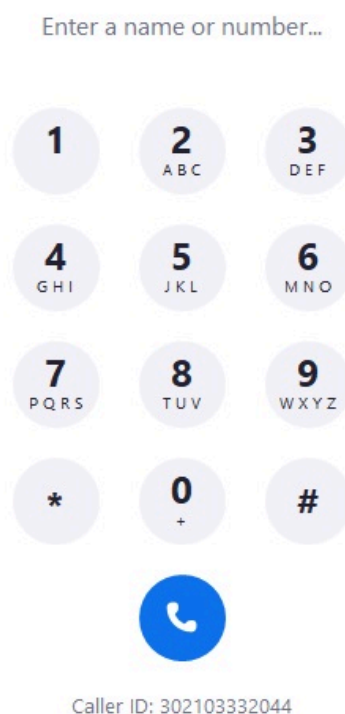 Enter a name or number...
1 2 3
ABC DEF
4 5 6
GHI JKL MNO
7 8 9
PQRS TUV WXYZ
* 0 #
+
Caller ID: 302103332044